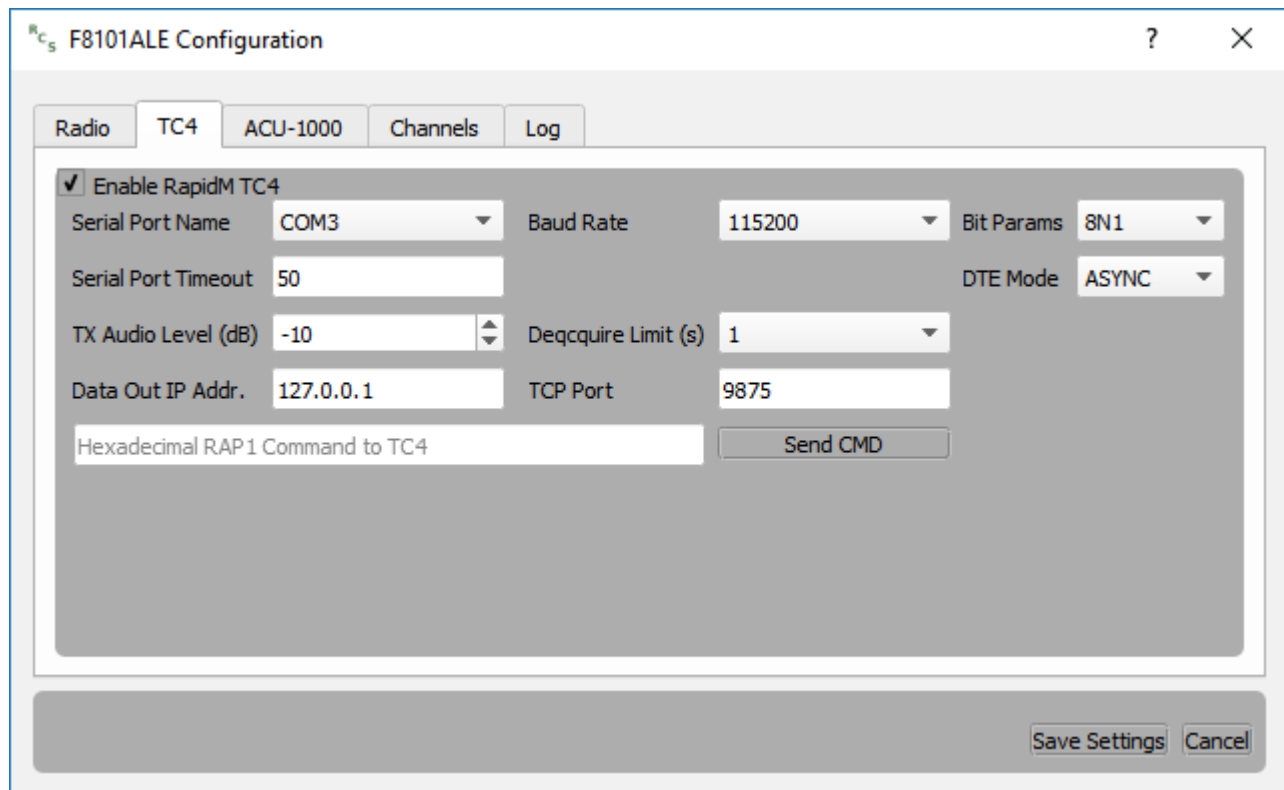 RCS F8101ALE Configuration ?
Radio TC4 ACU-1000 Channels Log
Enable RapidM TC4
Serial Port Name COM3 Baud Rate 115200 Bit Params 8N1
Serial Port Timeout 50 DTE Mode ASYNC
TX Audio Level (dB) -10 Deqcquire Limit (s) 1
Data Out IP Addr. 127.0.0.1 TCP Port 9875
Hexadecimal RAP1 Command to TC4 Send CMD
Save Settings Cancel